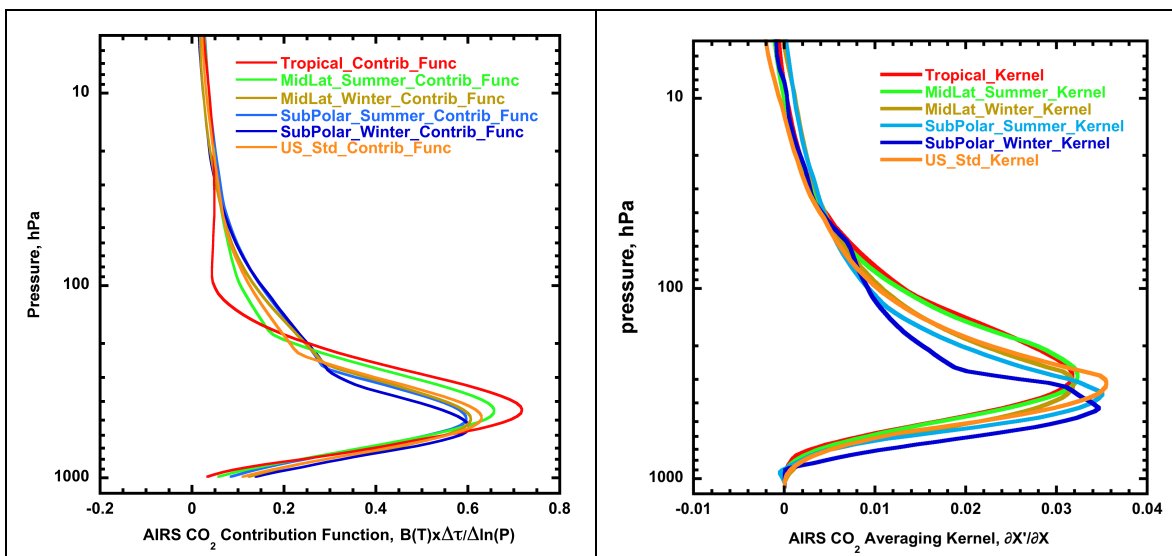 Tropical_Contrib_Func
MidLat_Summer_Contrib_Func
MidLat_Winter_Contrib_Func
SubPolar_Summer_Contrib_Func
SubPolar_Winter_Contrib_Func
US_Std_Contrib_Func
Pressure, hPa
10
100
1000
-0.2 0 0.2 0.4 0.6 0.8
AIRS CO₂ Contribution Function, B(T)xΔτ/Δln(P)
Tropical_Kernel
MidLat_Summer_Kernel
MidLat_Winter_Kernel
SubPolar_Summer_Kernel
SubPolar_Winter_Kernel
US_Std_Kernel
pressure, hPa
10
100
1000
-0.01 0 0.01 0.02 0.03 0.04
AIRS CO₂ Averaging Kernel, ∂X'/∂X